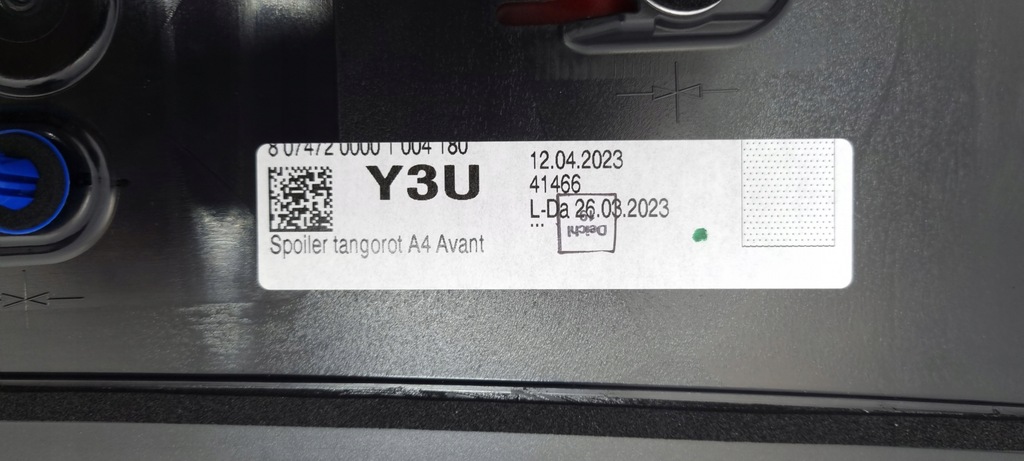 8 07472 0000 1 004 180
Y3U
Spoiler tangorot A4 Avant
12.04.2023
41466
L-Da 26.03.2023
...
Deichl